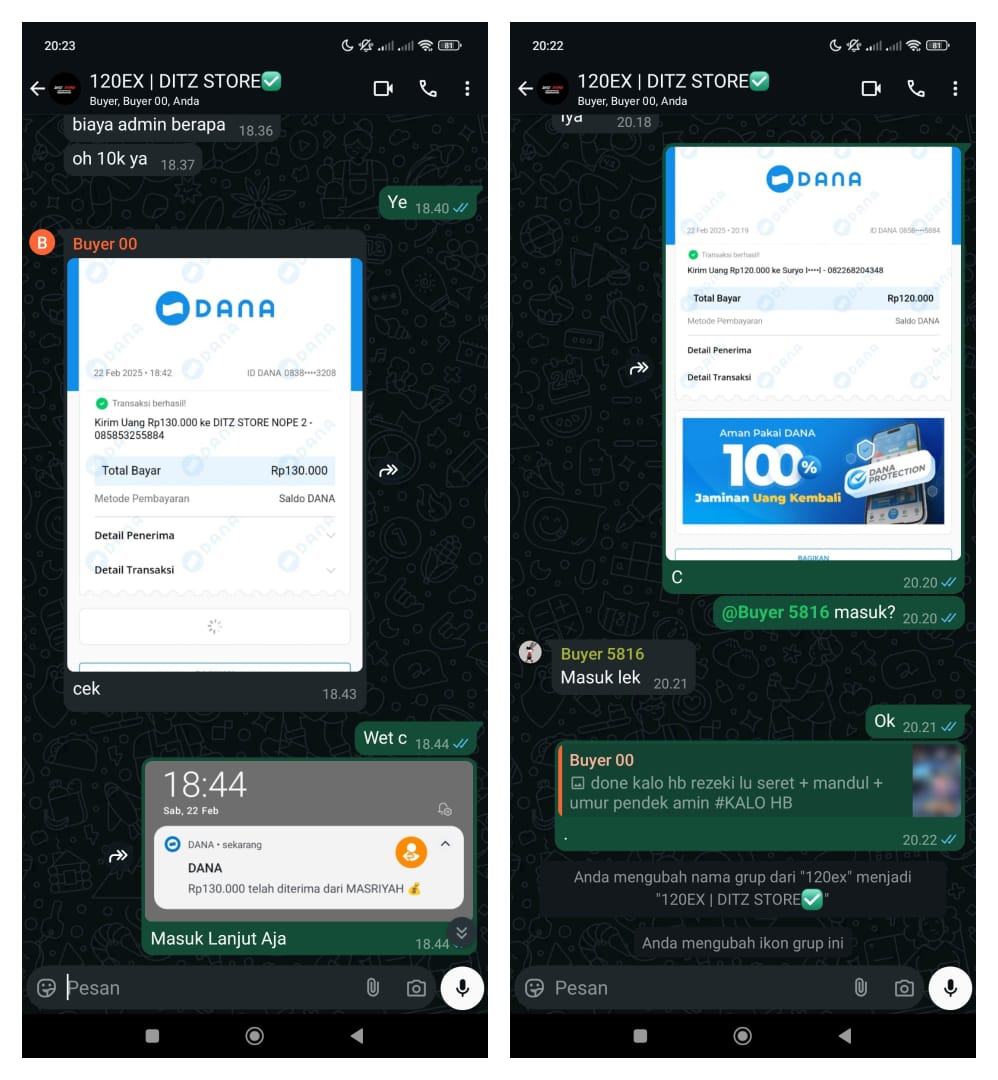 20:23
81
120EX | DITZ STORE✅
Buyer, Buyer 00, Anda
biaya admin berapa 18.36
oh 10k ya 18.37
Ye 18.40
B
Buyer 00
DANA
22 Feb 2025 • 18:42
ID DANA 0838••••3208
Transaksi berhasil!
Kirim Uang Rp130.000 ke DITZ STORE NOPE 2 -
085853255884
Total Bayar Rp130.000
Metode Pembayaran Saldo DANA
Detail Penerima
Detail Transaksi
cek 18.43
Wet c 18.44
18:44
Sab, 22 Feb
DANA • sekarang
DANA
Rp130.000 telah diterima dari MASRIYAH 💰
Masuk Lanjut Aja 18.44
Pesan
20:22
81
120EX | DITZ STORE✅
Buyer, Buyer 00, Anda
Iya 20.18
DANA
22 Feb 2025 • 20:19
ID DANA 0858••••5884
Transaksi berhasil!
Kirim Uang Rp120.000 ke Suryo I••••l - 082268204348
Total Bayar Rp120.000
Metode Pembayaran Saldo DANA
Detail Penerima
Detail Transaksi
Aman Pakai DANA
100%
Jaminan Uang Kembali
DANA
PROTECTION
BAGIKAN
C 20.20
@Buyer 5816 masuk? 20.20
Buyer 5816
Masuk lek 20.21
Ok 20.21
Buyer 00
done kalo hb rezeki lu seret + mandul +
umur pendek amin #KALO HB
. 20.22
Anda mengubah nama grup dari "120ex" menjadi
"120EX | DITZ STORE✅"
Anda mengubah ikon grup ini
Pesan